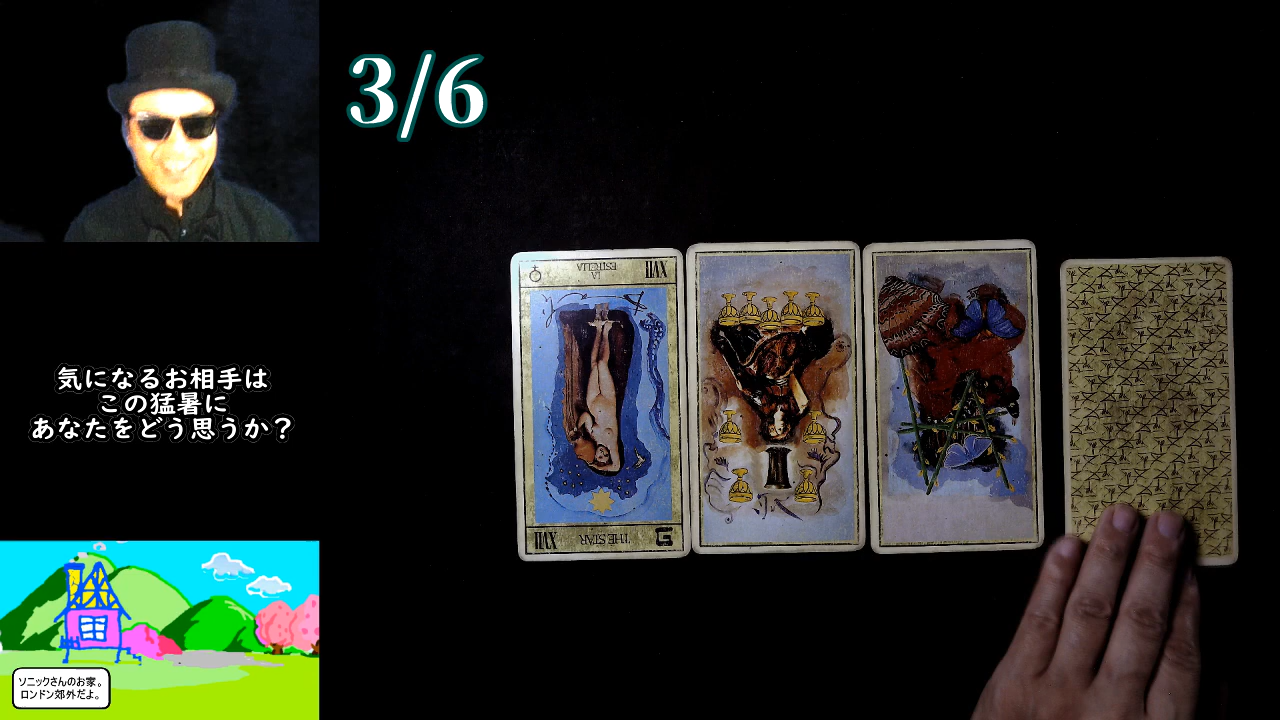 3/6
気になるお相手は
この猛暑に
あなたをどう思うか？
LA
ESTRELLA
XVII
THE STAR
XVII
ソニックさんのお家。
ロンドン郊外だよ。